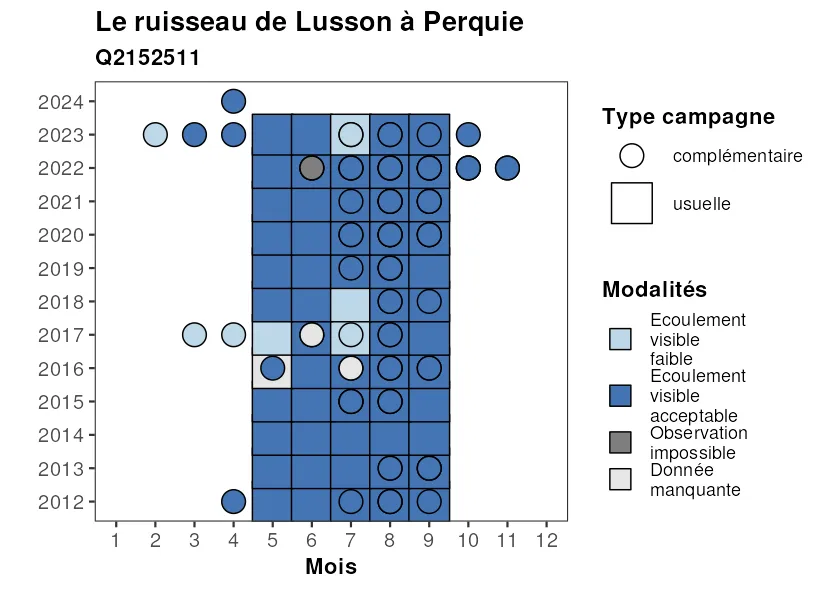 Le ruisseau de Lusson à Perquie
Q2152511
2024
2023
2022
2021
2020
2019
2018
2017
2016
2015
2014
2013
2012
1 2 3 4 5 6 7 8 9 10 11 12
Mois
Type campagne
complémentaire
usuelle
Modalités
Ecoulement
visible
faible
Ecoulement
visible
acceptable
Observation
impossible
Donnée
manquante